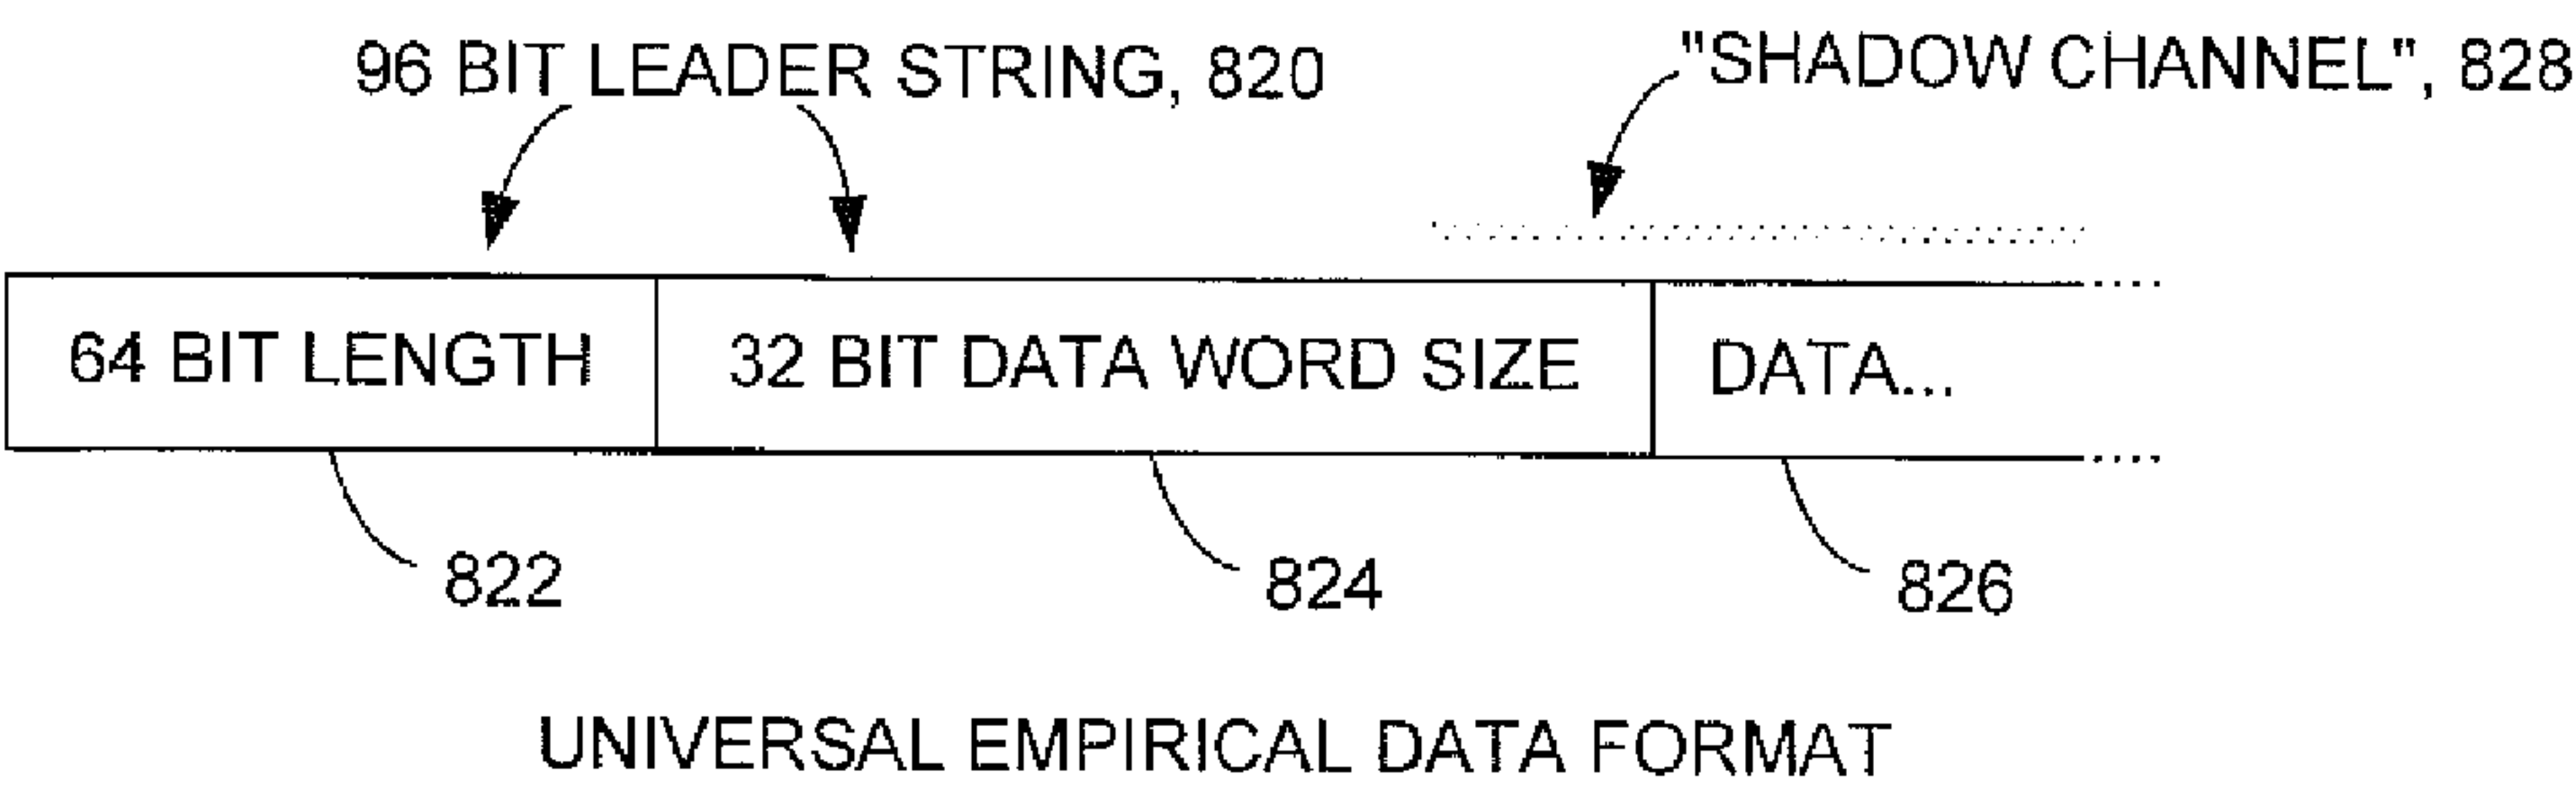 96 BIT LEADER STRING, 820
"SHADOW CHANNEL", 828
64 BIT LENGTH
32 BIT DATA WORD SIZE
DATA...
822
824
826
UNIVERSAL EMPIRICAL DATA FORMAT